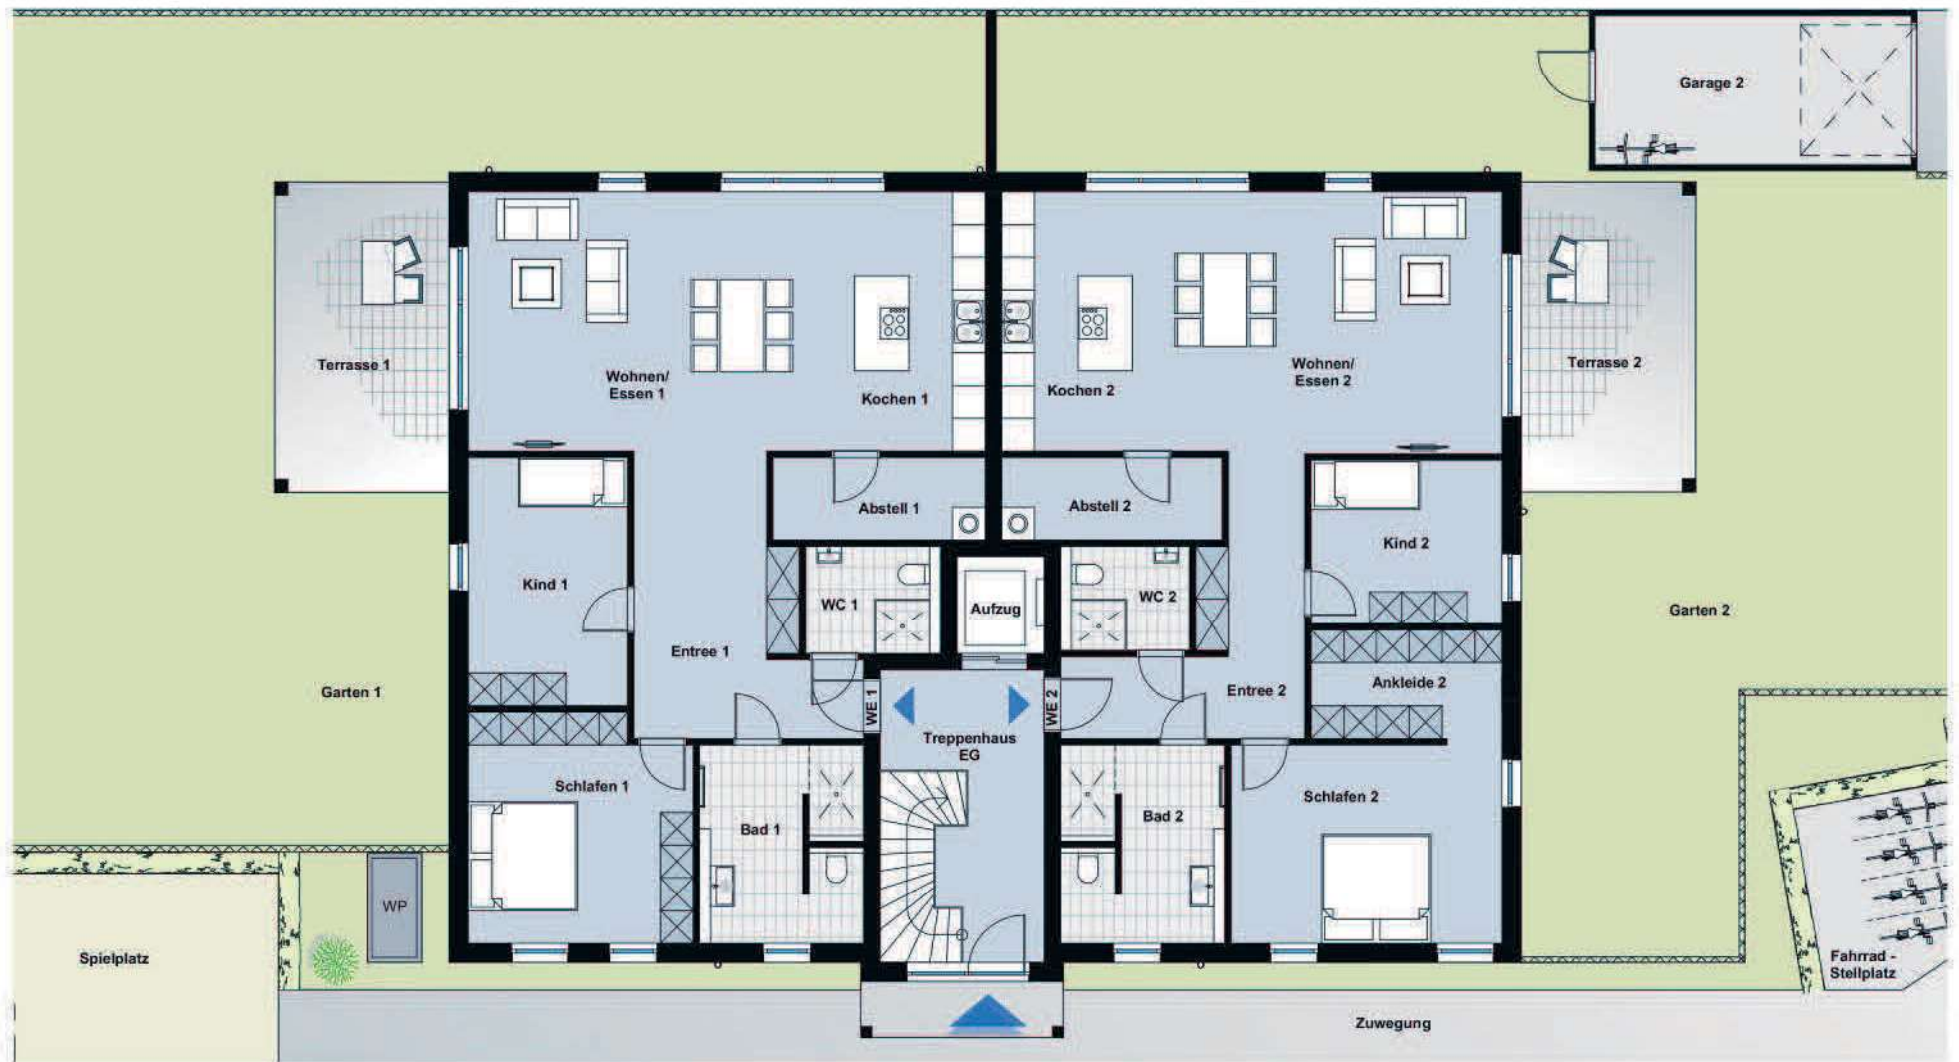 Garage 2
Terrasse 1
Wohnen/
Essen 1
Kochen 1
Kochen 2
Wohnen/
Essen 2
Terrasse 2
Abstell 1
Abstell 2
Kind 1
WC 1
Aufzug
WC 2
Kind 2
Garten 2
Entree 1
Garten 1
WE 1
WE 2
Entree 2
Ankleide 2
Treppenhaus
EG
Schlafen 1
Schlafen 2
Bad 1
Bad 2
WP
Spielplatz
Fahrrad -
Stellplatz
Zuwegung